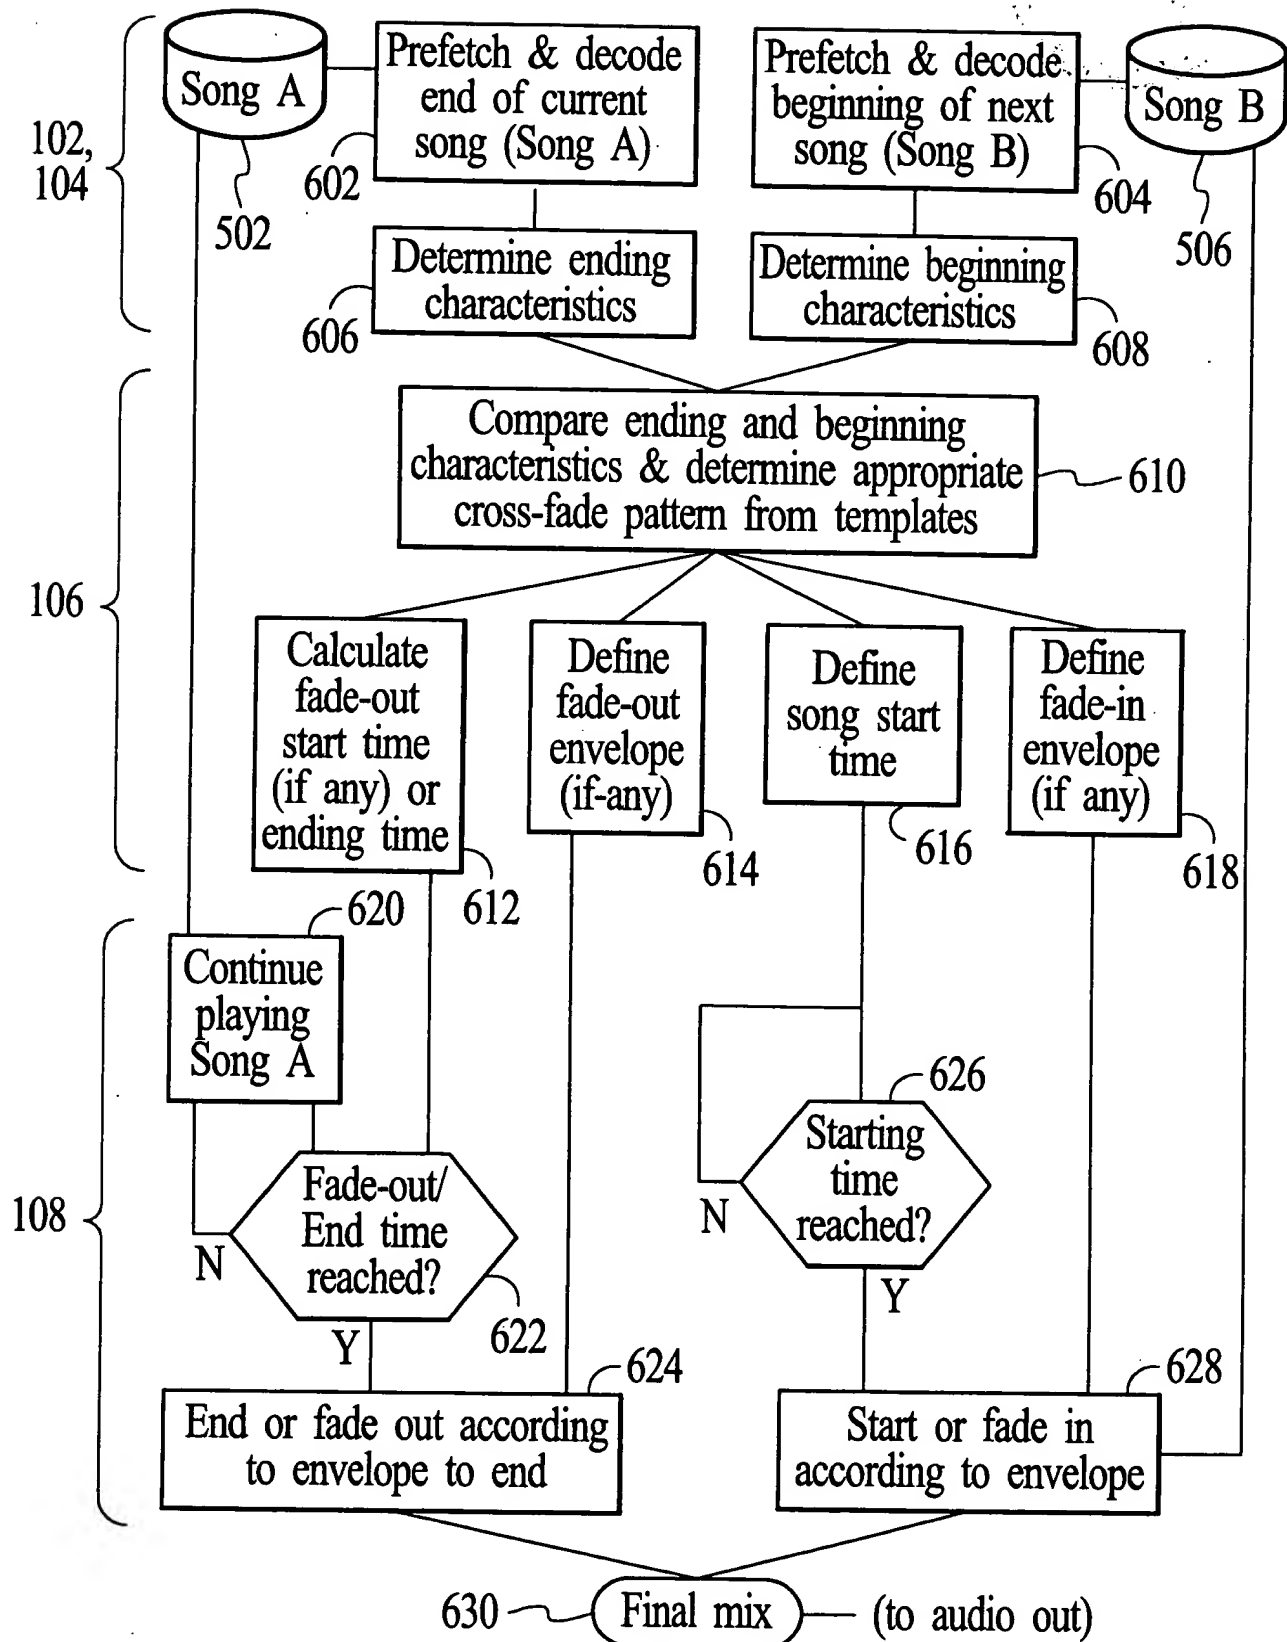 Song A
Prefetch & decode
end of current
song (Song A)
Prefetch & decode
beginning of next
song (Song B)
Song B
102,
104
602
604
502
506
Determine ending
characteristics
Determine beginning
characteristics
606
608
Compare ending and beginning
characteristics & determine appropriate
cross-fade pattern from templates
610
106
Calculate
fade-out
start time
(if any) or
ending time
Define
fade-out
envelope
(if-any)
Define
song start
time
Define
fade-in
envelope
(if any)
612
614
616
618
620
Continue
playing
Song A
626
Starting
time
reached?
N
Y
108
Fade-out/
End time
reached?
N
Y
622
624
628
End or fade out according
to envelope to end
Start or fade in
according to envelope
630
Final mix
(to audio out)